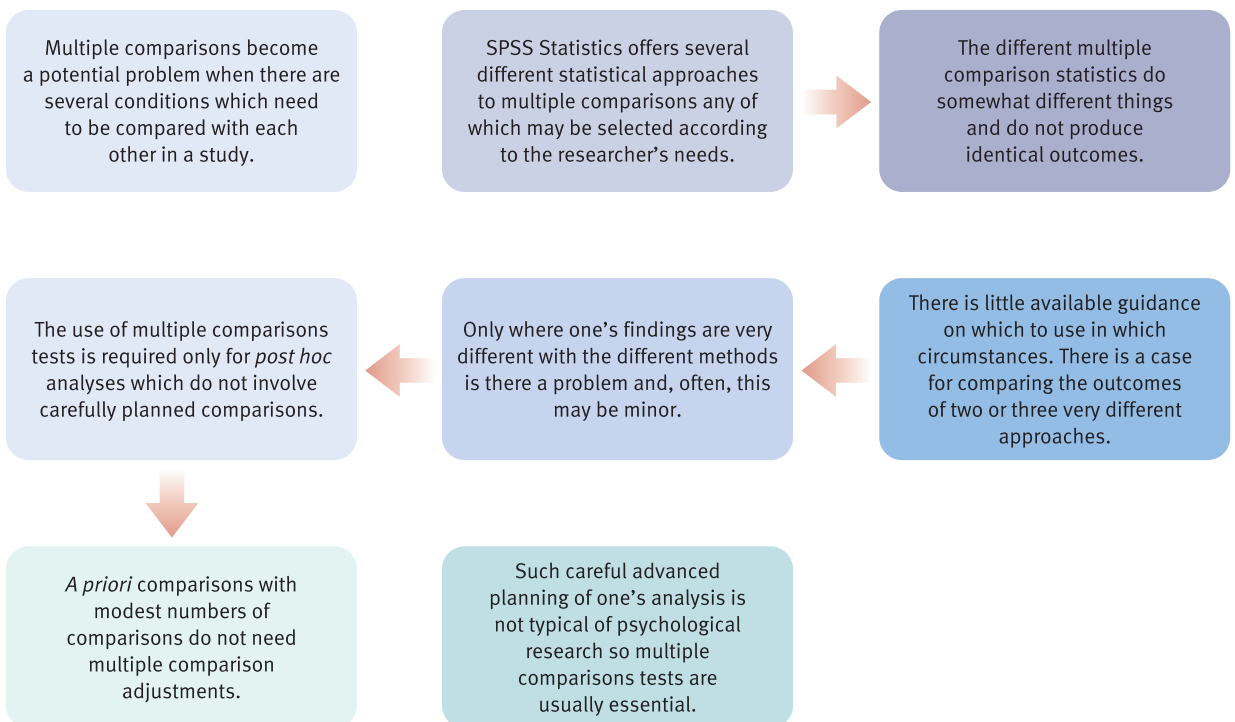 Multiple comparisons become
a potential problem when there are
several conditions which need
to be compared with each
other in a study.
SPSS Statistics offers several
different statistical approaches
to multiple comparisons any of
which may be selected according
to the researcher’s needs.
The different multiple
comparison statistics do
somewhat different things
and do not produce
identical outcomes.
There is little available guidance
on which to use in which
circumstances. There is a case
for comparing the outcomes
of two or three very different
approaches.
Only where one’s findings are very
different with the different methods
is there a problem and, often, this
may be minor.
The use of multiple comparisons
tests is required only for post hoc
analyses which do not involve
carefully planned comparisons.
A priori comparisons with
modest numbers of
comparisons do not need
multiple comparison
adjustments.
Such careful advanced
planning of one’s analysis is
not typical of psychological
research so multiple
comparisons tests are
usually essential.